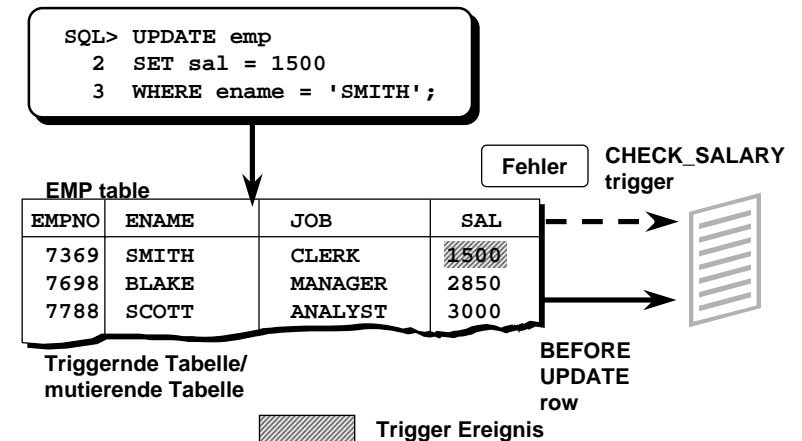 SQL> UPDATE emp
2 SET sal = 1500
3 WHERE ename = 'SMITH';
Fehler
CHECK_SALARY
trigger
EMP table
EMPNO ENAME JOB SAL
7369 SMITH CLERK 1500
7698 BLAKE MANAGER 2850
7788 SCOTT ANALYST 3000
Triggernde Tabelle/
mutierende Tabelle
BEFORE
UPDATE
row
Trigger Ereignis